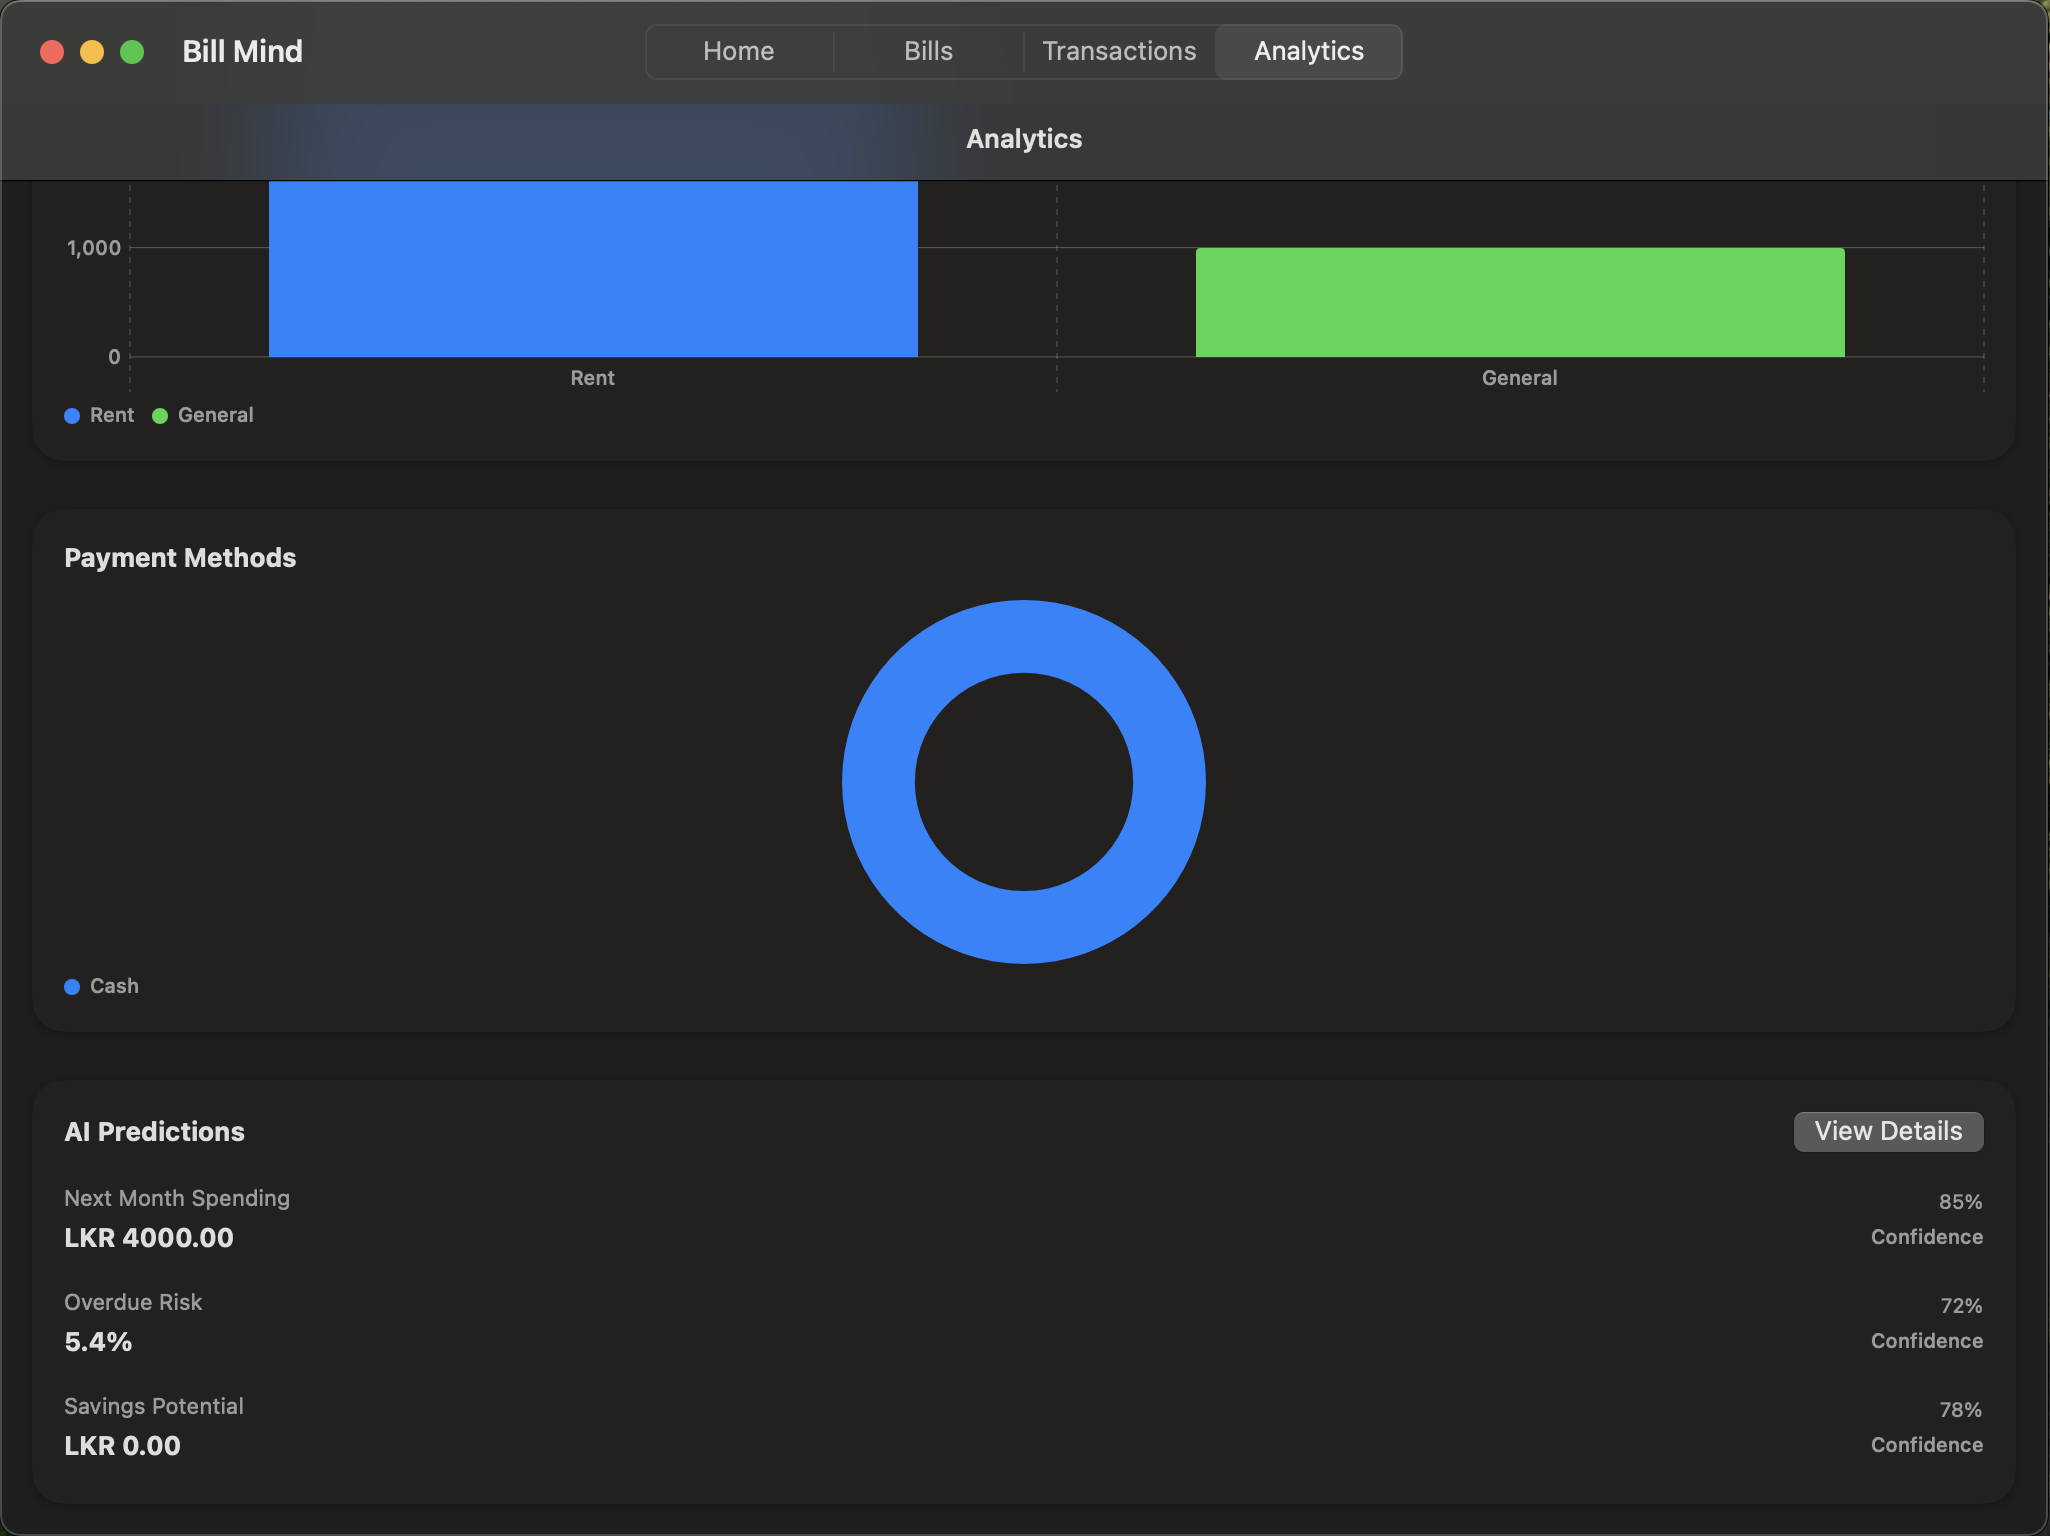 Bill Mind
Home
Bills
Transactions
Analytics
Analytics
1,000
0
Rent
General
Rent
General
Payment Methods
Cash
AI Predictions
View Details
Next Month Spending
85%
LKR 4000.00
Confidence
Overdue Risk
72%
5.4%
Confidence
Savings Potential
78%
LKR 0.00
Confidence